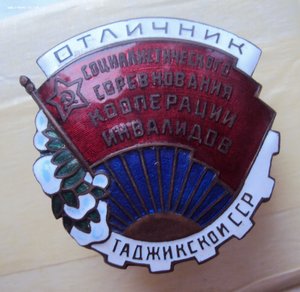 ОТЛИЧНИК
СОЦИАЛИСТИЧЕСКОГО
СОРЕВНОВАНИЯ
КООПЕРАЦИИ
ИНВАЛИДОВ
ТАДЖИКСКОЙ ССР